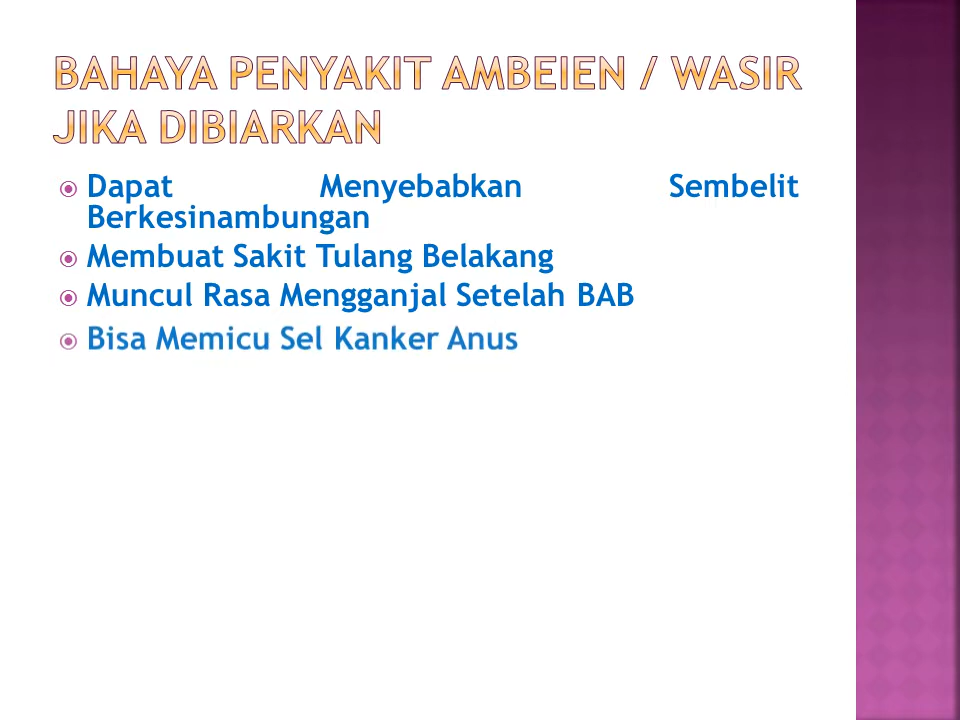 BAHAYA PENYAKIT AMBEIEN / WASIR
JIKA DIBIARKAN
Dapat Menyebabkan Sembelit
Berkesinambungan
Membuat Sakit Tulang Belakang
Muncul Rasa Mengganjal Setelah BAB
Bisa Memicu Sel Kanker Anus